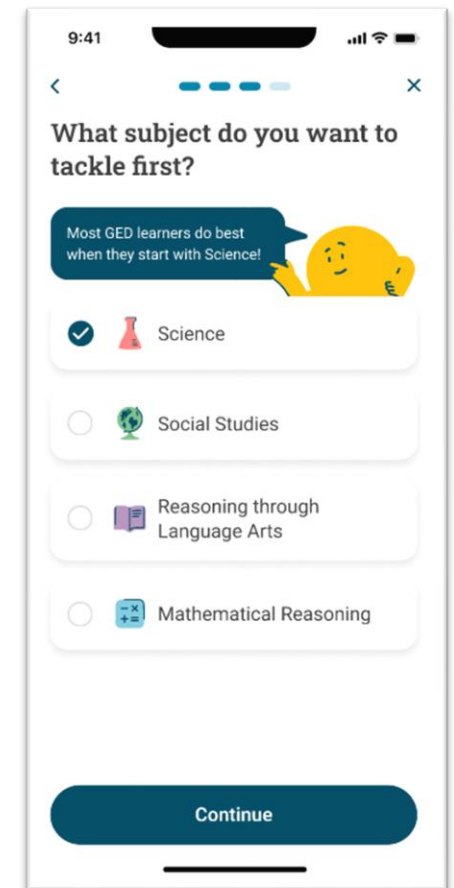 9:41
What subject do you want to
tackle first?
Most GED learners do best
when they start with Science!
Science
Social Studies
Reasoning through
Language Arts
Mathematical Reasoning
Continue